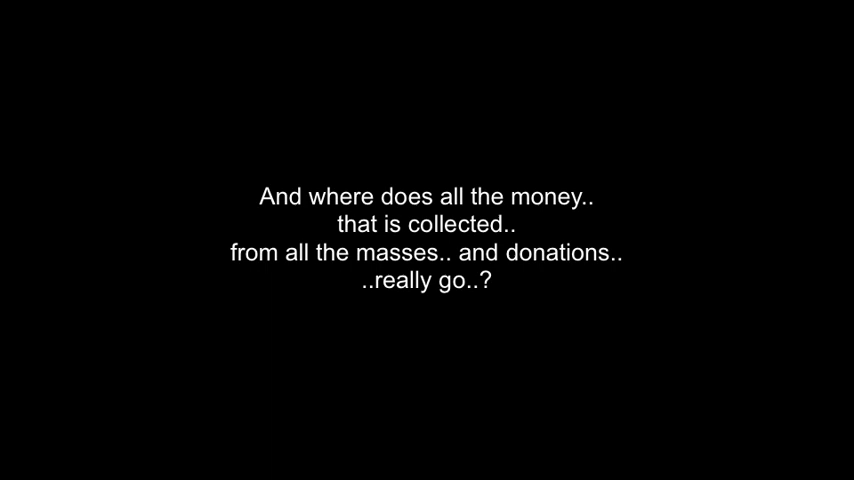 And where does all the money..
that is collected..
from all the masses.. and donations..
..really go..?